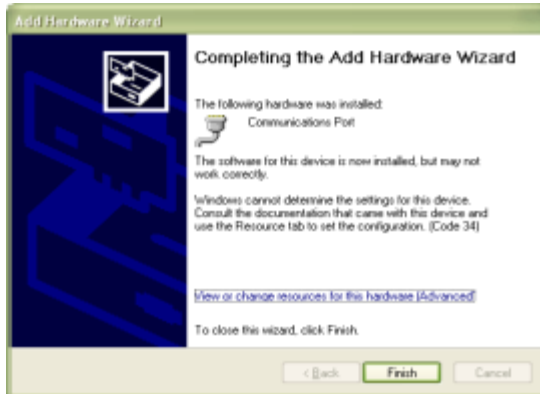 Add Hardware Wizard
Completing the Add Hardware Wizard
The following hardware was installed:
Communications Port
The software for this device is now installed, but may not
work correctly.
Windows cannot determine the settings for this device.
Consult the documentation that came with this device and
use the Resource tab to set the configuration. (Code 34)
View or change resources for this hardware (Advanced)
To close this wizard, click Finish.
< Back
Finish
Cancel